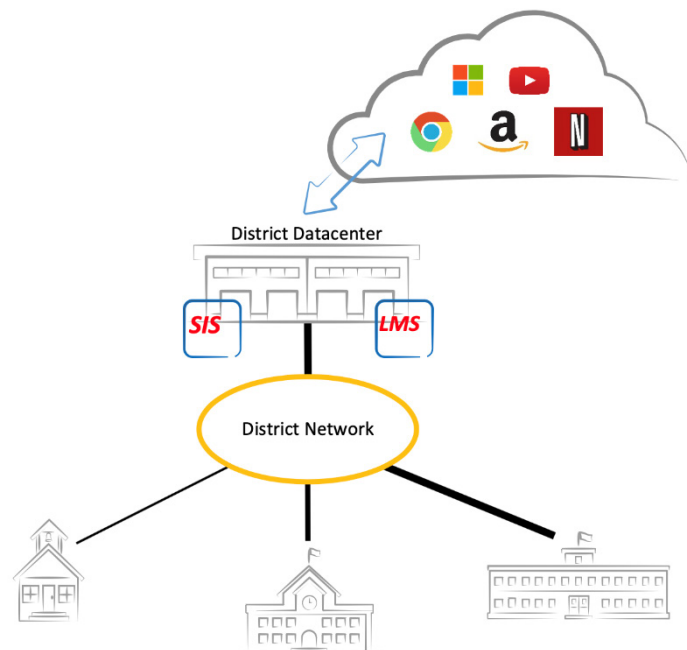 a
N
District Datacenter
SIS
LMS
District Network